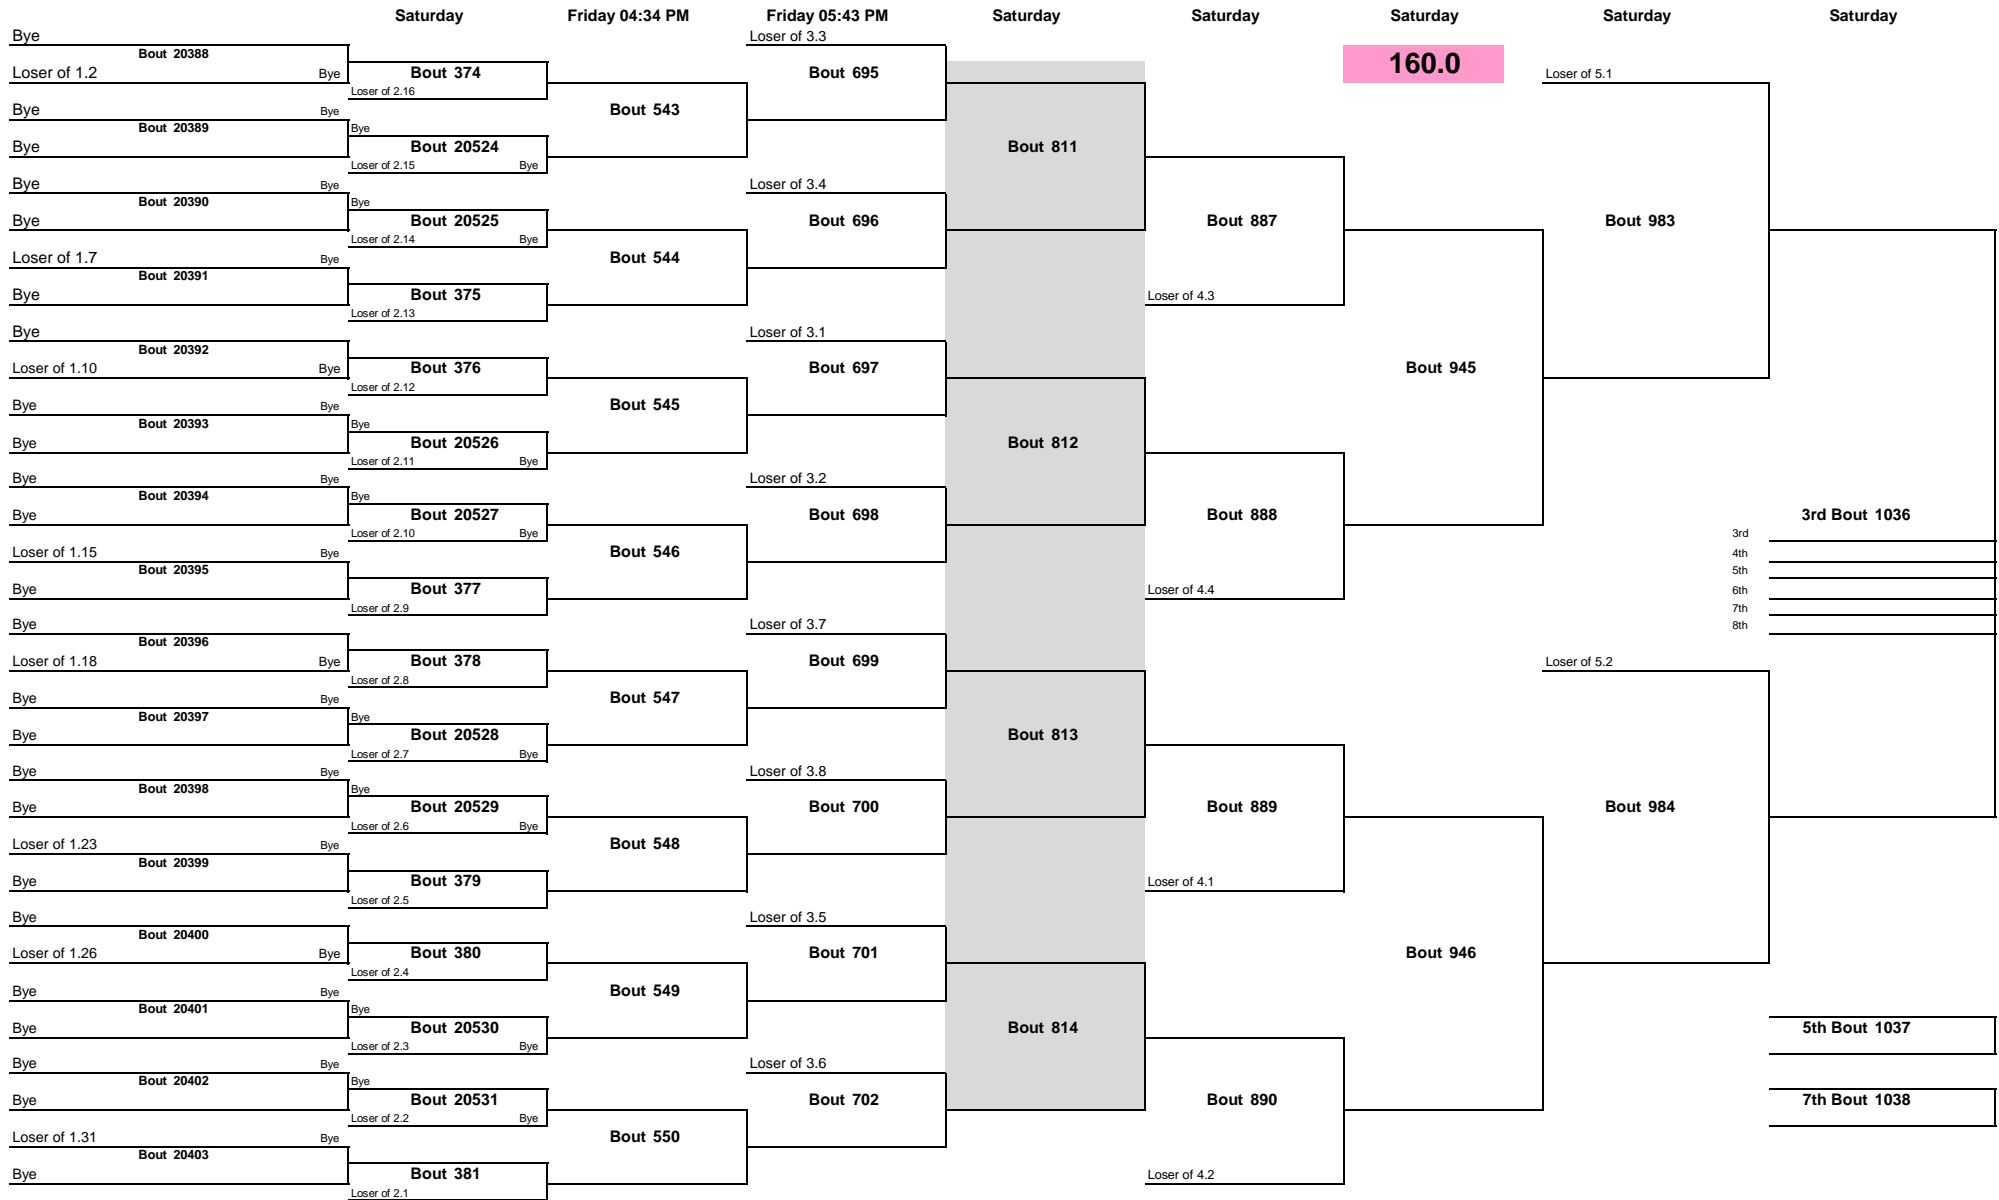 Saturday Friday 04:34 PM Friday 05:43 PM Saturday Saturday Saturday Saturday Saturday
Bye
Bout 20388
Loser of 1.2 Bye
Bye Bye
Bout 20389
Bye
Bye Bye
Bout 20390
Bye
Loser of 1.7 Bye
Bout 20391
Bye
Bye
Bout 20392
Loser of 1.10 Bye
Bye Bye
Bout 20393
Bye
Bye Bye
Bout 20394
Bye
Loser of 1.15 Bye
Bout 20395
Bye
Bye
Bout 20396
Loser of 1.18 Bye
Bye Bye
Bout 20397
Bye
Bye Bye
Bout 20398
Bye
Loser of 1.23 Bye
Bout 20399
Bye
Bye
Bout 20400
Loser of 1.26 Bye
Bye Bye
Bout 20401
Bye
Bye Bye
Bout 20402
Bye
Loser of 1.31 Bye
Bout 20403
Bye
Bout 374
Loser of 2.16
Bye
Bout 20524
Loser of 2.15 Bye
Bye
Bout 20525
Loser of 2.14 Bye
Bout 375
Loser of 2.13
Bout 376
Loser of 2.12
Bye
Bout 20526
Loser of 2.11 Bye
Bye
Bout 20527
Loser of 2.10 Bye
Bout 377
Loser of 2.9
Bout 378
Loser of 2.8
Bye
Bout 20528
Loser of 2.7 Bye
Bye
Bout 20529
Loser of 2.6 Bye
Bout 379
Loser of 2.5
Bout 380
Loser of 2.4
Bye
Bout 20530
Loser of 2.3 Bye
Bye
Bout 20531
Loser of 2.2 Bye
Bout 381
Loser of 2.1
Bout 543
Bout 544
Bout 545
Bout 546
Bout 547
Bout 548
Bout 549
Bout 550
Loser of 3.3
Bout 695
Loser of 3.4
Bout 696
Loser of 3.1
Bout 697
Loser of 3.2
Bout 698
Loser of 3.7
Bout 699
Loser of 3.8
Bout 700
Loser of 3.5
Bout 701
Loser of 3.6
Bout 702
Bout 811
Bout 812
Bout 813
Bout 814
Bout 887
Loser of 4.3
Bout 888
Loser of 4.4
Bout 889
Loser of 4.1
Bout 890
Loser of 4.2
160.0
Bout 945
Bout 946
Loser of 5.1
Bout 983
Loser of 5.2
Bout 984
3rd Bout 1036
3rd
4th
5th
6th
7th
8th
5th Bout 1037
7th Bout 1038